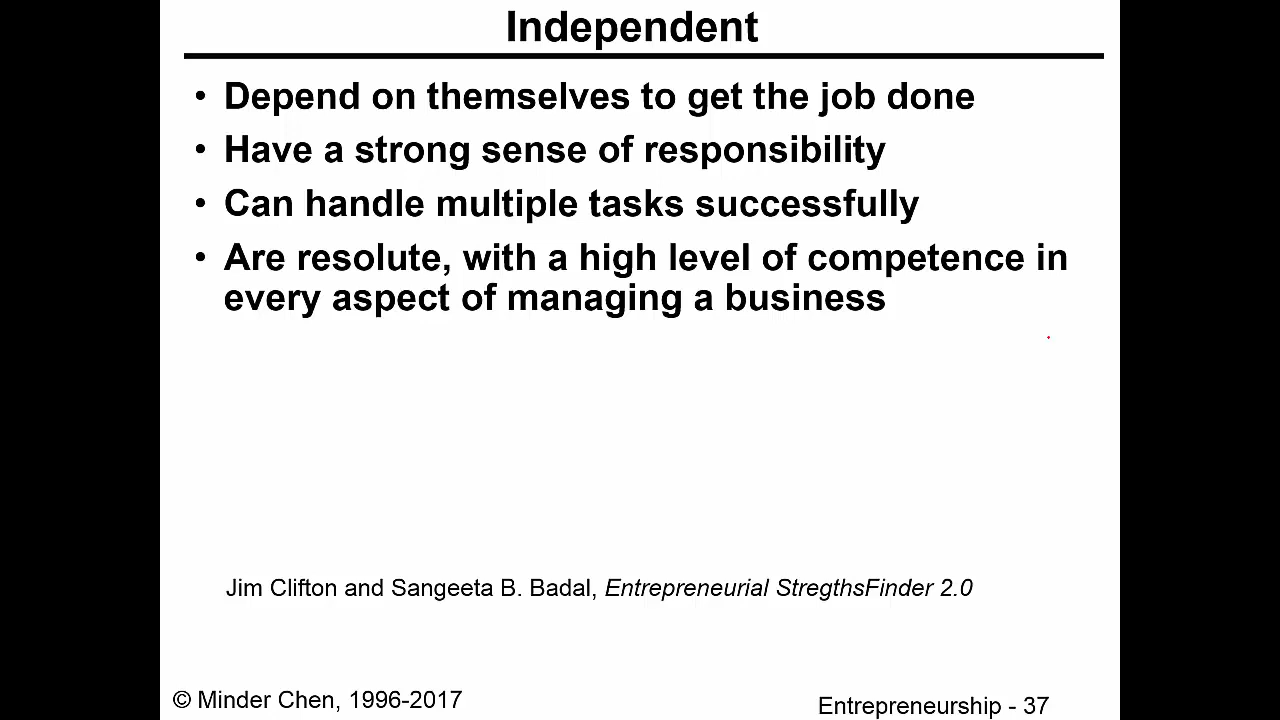 Independent
• Depend on themselves to get the job done
• Have a strong sense of responsibility
• Can handle multiple tasks successfully
• Are resolute, with a high level of competence in
every aspect of managing a business
Jim Clifton and Sangeeta B. Badal, Entrepreneurial StregthsFinder 2.0
© Minder Chen, 1996-2017
Entrepreneurship - 37